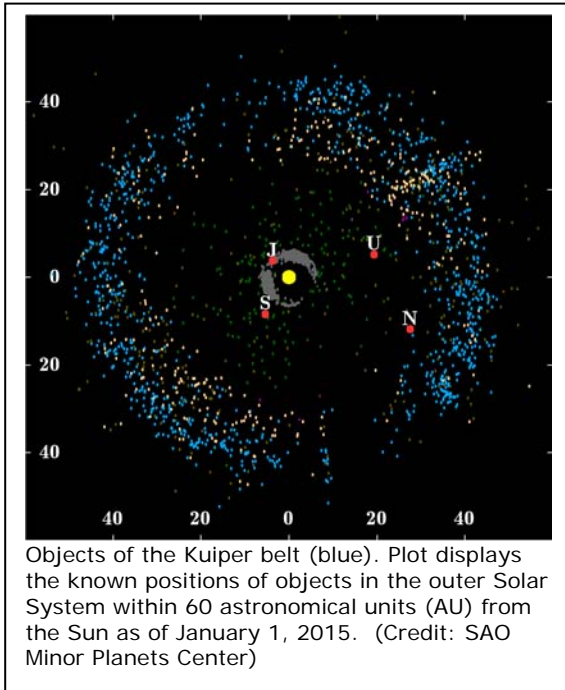 40
20
J
U
0
S
N
20
40
40 20 0 20 40
Objects of the Kuiper belt (blue). Plot displays
the known positions of objects in the outer Solar
System within 60 astronomical units (AU) from
the Sun as of January 1, 2015.  (Credit: SAO
Minor Planets Center)